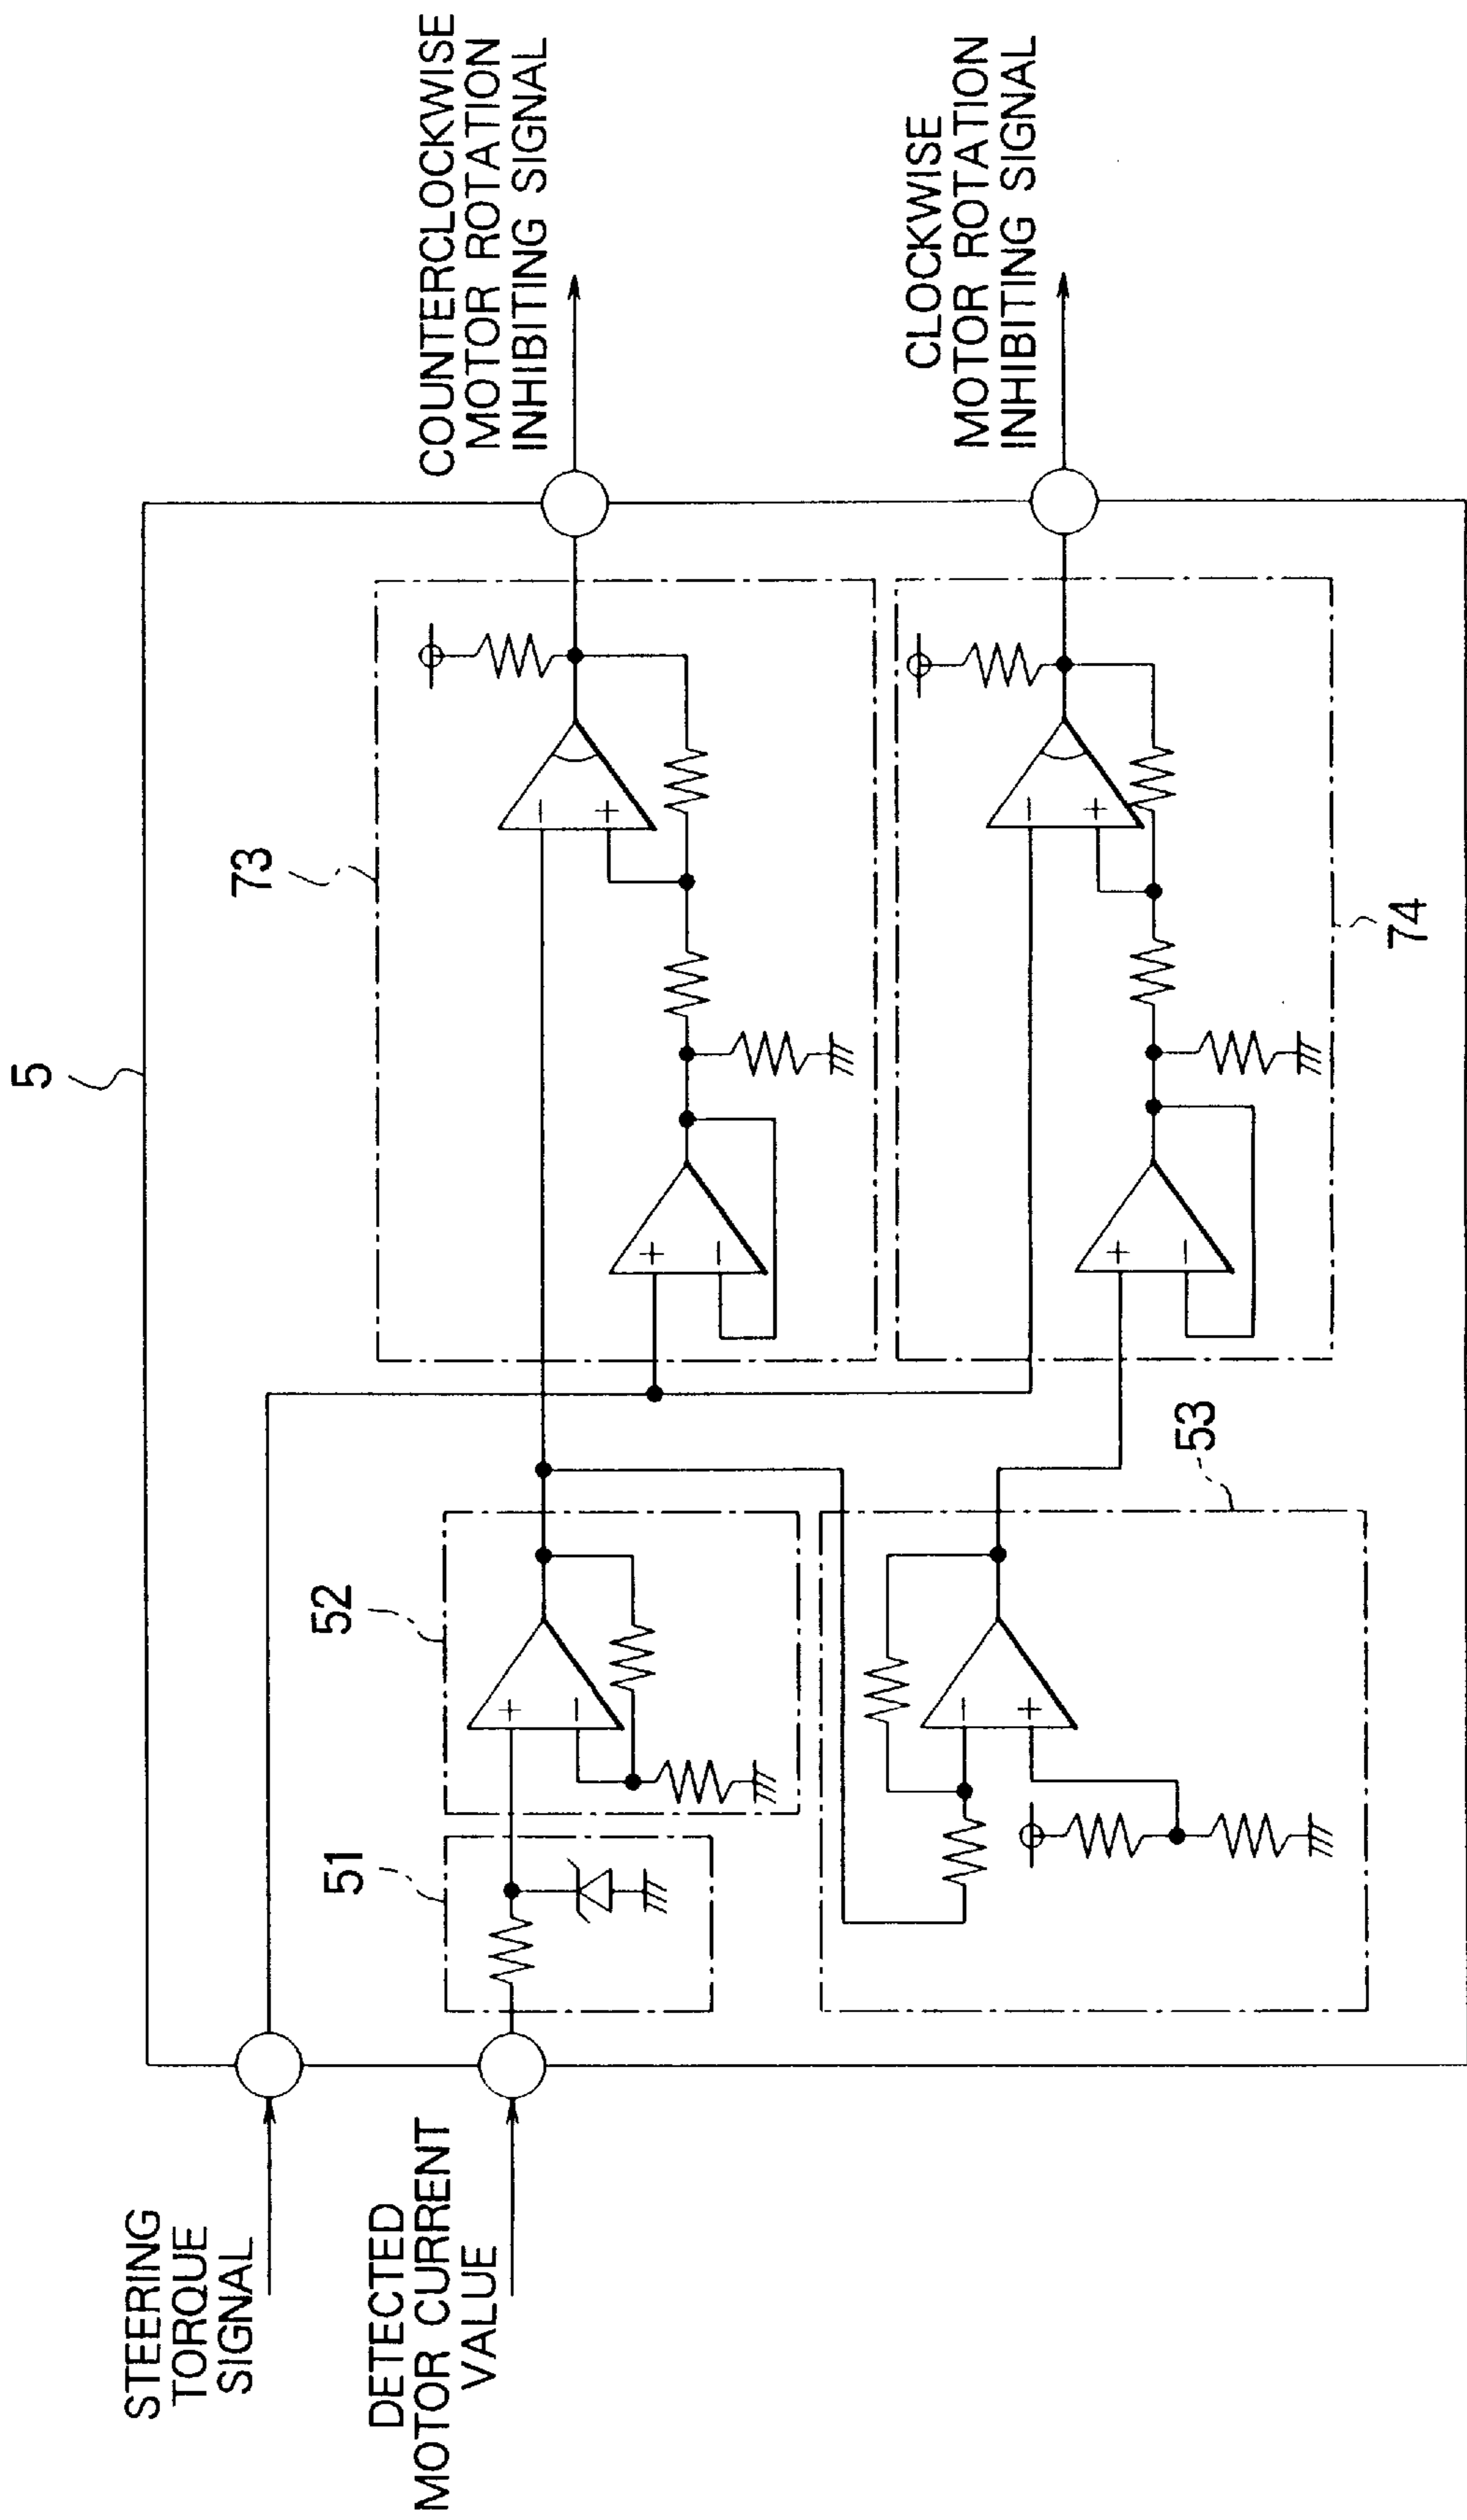 5
STEERING
TORQUE
SIGNAL
DETECTED
MOTOR CURRENT
VALUE
51
52
53
73
74
+
−
−
+
+
−
−
+
+
−
−
+
COUNTERCLOCKWISE
MOTOR ROTATION
INHIBITING SIGNAL
CLOCKWISE
MOTOR ROTATION
INHIBITING SIGNAL